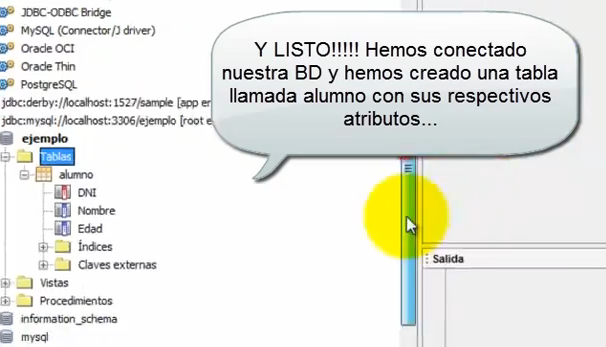 JDBC-ODBC Bridge
MySQL (Connector/J driver)
Oracle OCI
Oracle Thin
PostgreSQL
jdbc:derby://localhost:1527/sample [app en
jdbc:mysql://localhost:3306/ejemplo [root e
ejemplo
Tablas
alumno
DNI
Nombre
Edad
Índices
Claves externas
Vistas
Procedimientos
information_schema
mysql
Y LISTO!!!!! Hemos conectado
nuestra BD y hemos creado una tabla
llamada alumno con sus respectivos
atributos...
Salida